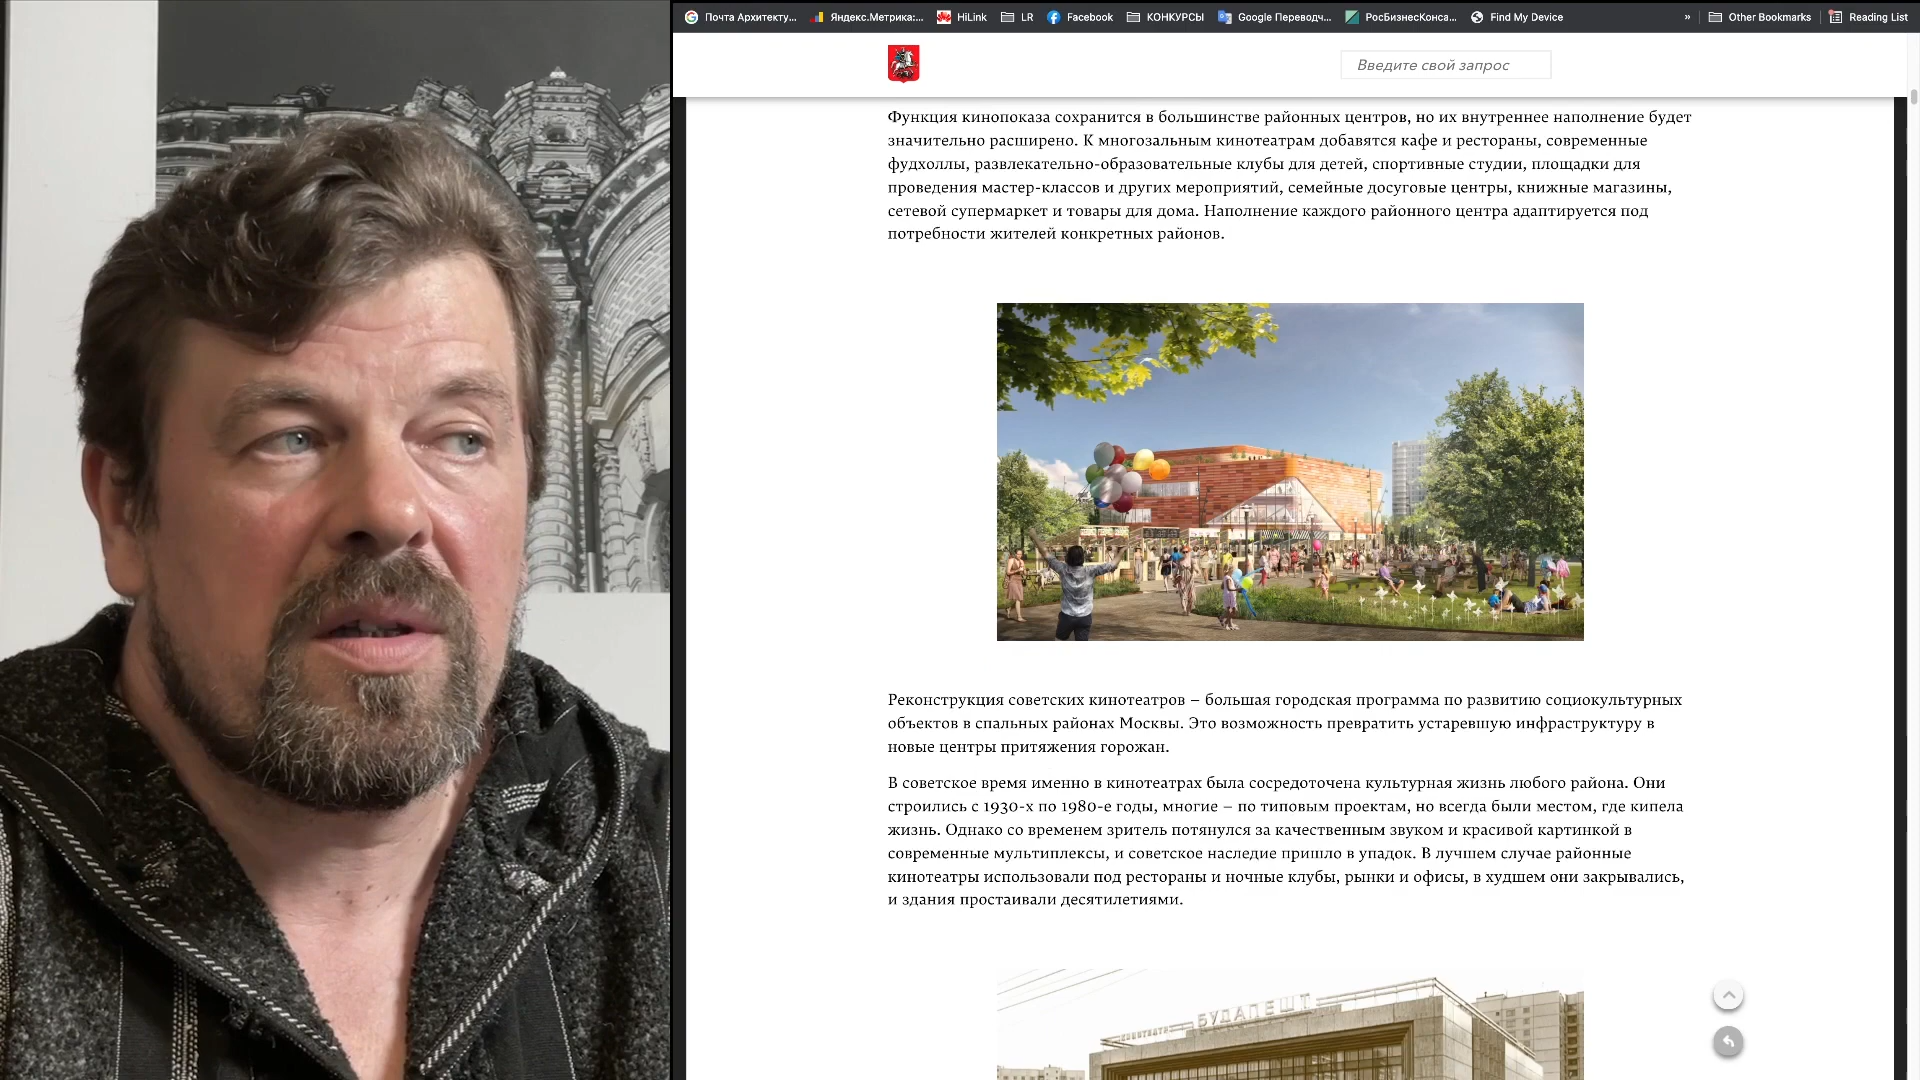 Почта Архитекту...
Яндекс.Метрика:...
HiLink
LR
Facebook
КОНКУРСЫ
Google Переводч...
РосБизнесКонса...
Find My Device
»
Other Bookmarks
Reading List
Введите свой запрос
Функция кинопоказа сохранится в большинстве районных центров, но их внутреннее наполнение будет
значительно расширено. К многозальным кинотеатрам добавятся кафе и рестораны, современные
фудхоллы, развлекательно-образовательные клубы для детей, спортивные студии, площадки для
проведения мастер-классов и других мероприятий, семейные досуговые центры, книжные магазины,
сетевой супермаркет и товары для дома. Наполнение каждого районного центра адаптируется под
потребности жителей конкретных районов.
Реконструкция советских кинотеатров – большая городская программа по развитию социокультурных
объектов в спальных районах Москвы. Это возможность превратить устаревшую инфраструктуру в
новые центры притяжения горожан.
В советское время именно в кинотеатрах была сосредоточена культурная жизнь любого района. Они
строились с 1930-х по 1980-е годы, многие – по типовым проектам, но всегда были местом, где кипела
жизнь. Однако со временем зритель потянулся за качественным звуком и красивой картинкой в
современные мультиплексы, и советское наследие пришло в упадок. В лучшем случае районные
кинотеатры использовали под рестораны и ночные клубы, рынки и офисы, в худшем они закрывались,
и здания простаивали десятилетиями.
КИНОТЕАТР БУДАПЕШТ